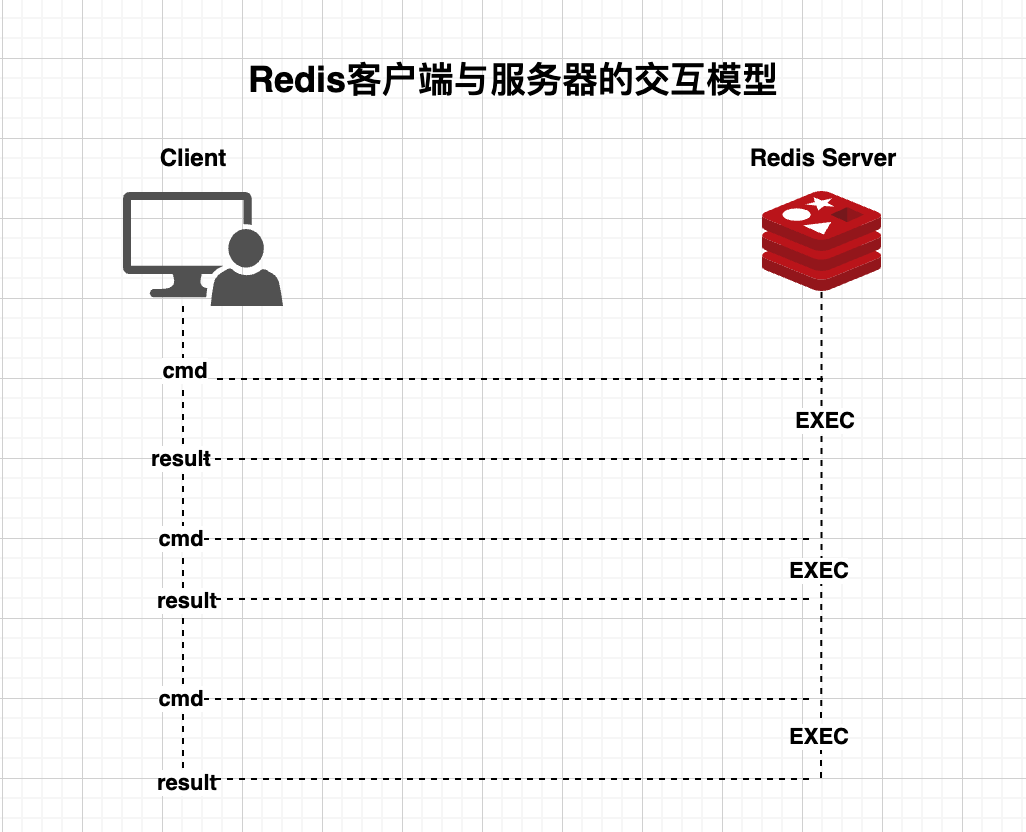 Redis客户端与服务器的交互模型
Client
Redis Server
cmd
EXEC
result
cmd
EXEC
result
cmd
EXEC
result